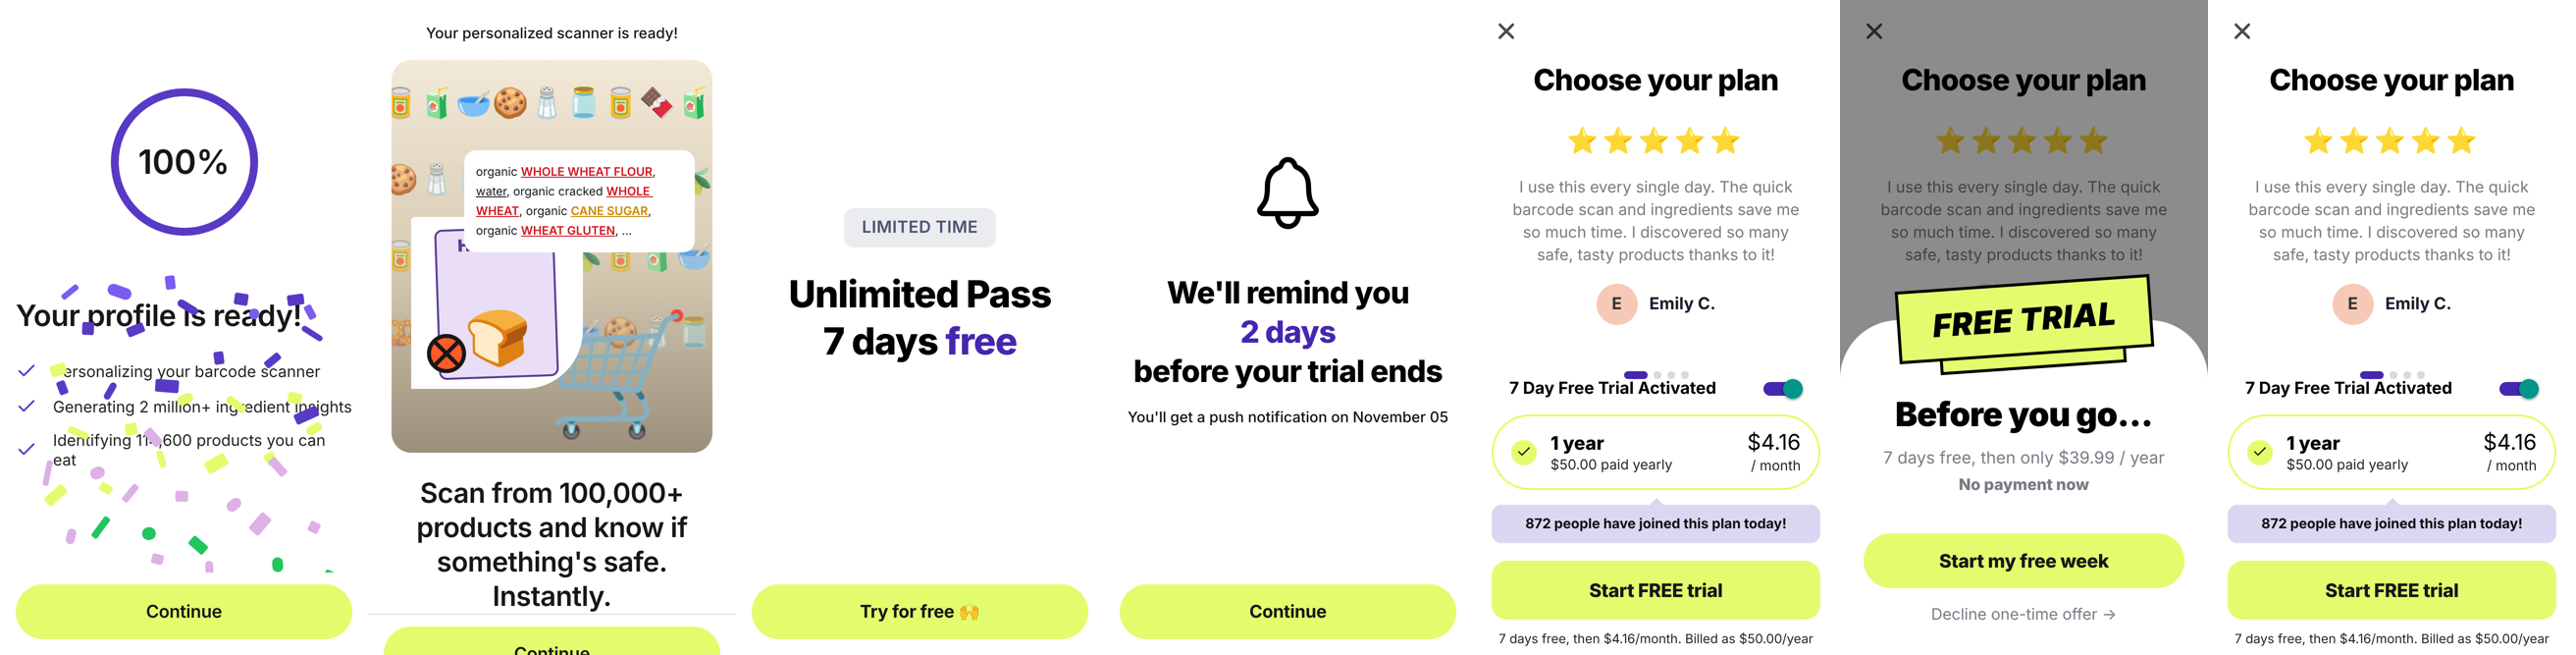 100%
Your profile is ready!
Personalizing your barcode scanner
Generating 2 million+ ingredient insights
Identifying 11,600 products you can
eat
Continue
Your personalized scanner is ready!
organic WHOLE WHEAT FLOUR,
water, organic cracked WHOLE
WHEAT, organic CANE SUGAR,
organic WHEAT GLUTEN, ...
Scan from 100,000+
products and know if
something's safe.
Instantly.
Continue
LIMITED TIME
Unlimited Pass
7 days free
Try for free 🙌
We'll remind you
2 days
before your trial ends
You'll get a push notification on November 05
Continue
Choose your plan
I use this every single day. The quick
barcode scan and ingredients save me
so much time. I discovered so many
safe, tasty products thanks to it!
E Emily C.
7 Day Free Trial Activated
1 year
$50.00 paid yearly
$4.16
/ month
872 people have joined this plan today!
Start FREE trial
7 days free, then $4.16/month. Billed as $50.00/year
Choose your plan
I use this every single day. The quick
barcode scan and ingredients save me
so much time. I discovered so many
safe, tasty products thanks to it!
FREE TRIAL
Before you go...
7 days free, then only $39.99 / year
No payment now
Start my free week
Decline one-time offer →
Choose your plan
I use this every single day. The quick
barcode scan and ingredients save me
so much time. I discovered so many
safe, tasty products thanks to it!
E Emily C.
7 Day Free Trial Activated
1 year
$50.00 paid yearly
$4.16
/ month
872 people have joined this plan today!
Start FREE trial
7 days free, then $4.16/month. Billed as $50.00/year